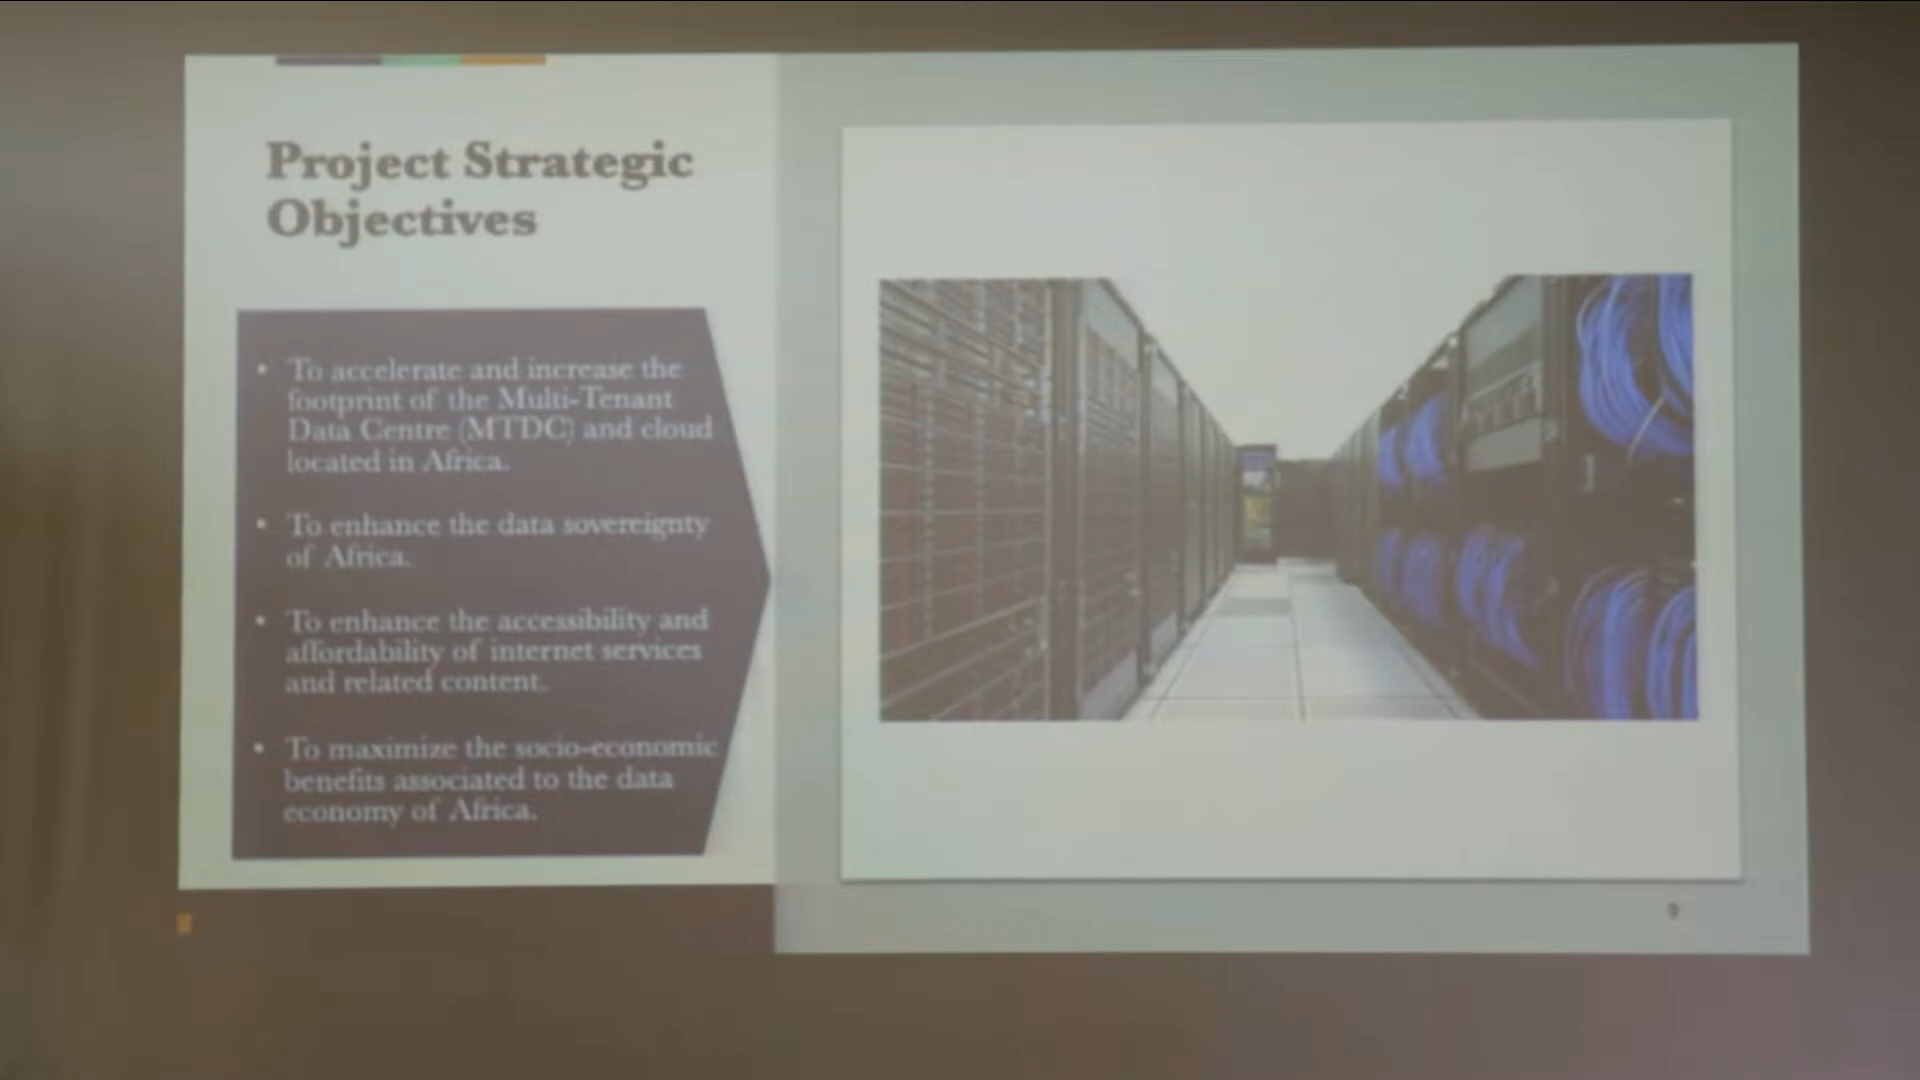 Project Strategic
Objectives
• To accelerate and increase the
footprint of the Multi-Tenant
Data Centre (MTDC) and cloud
located in Africa.
• To enhance the data sovereignty
of Africa.
• To enhance the accessibility and
affordability of internet services
and related content.
• To maximize the socio-economic
benefits associated to the data
economy of Africa.
9